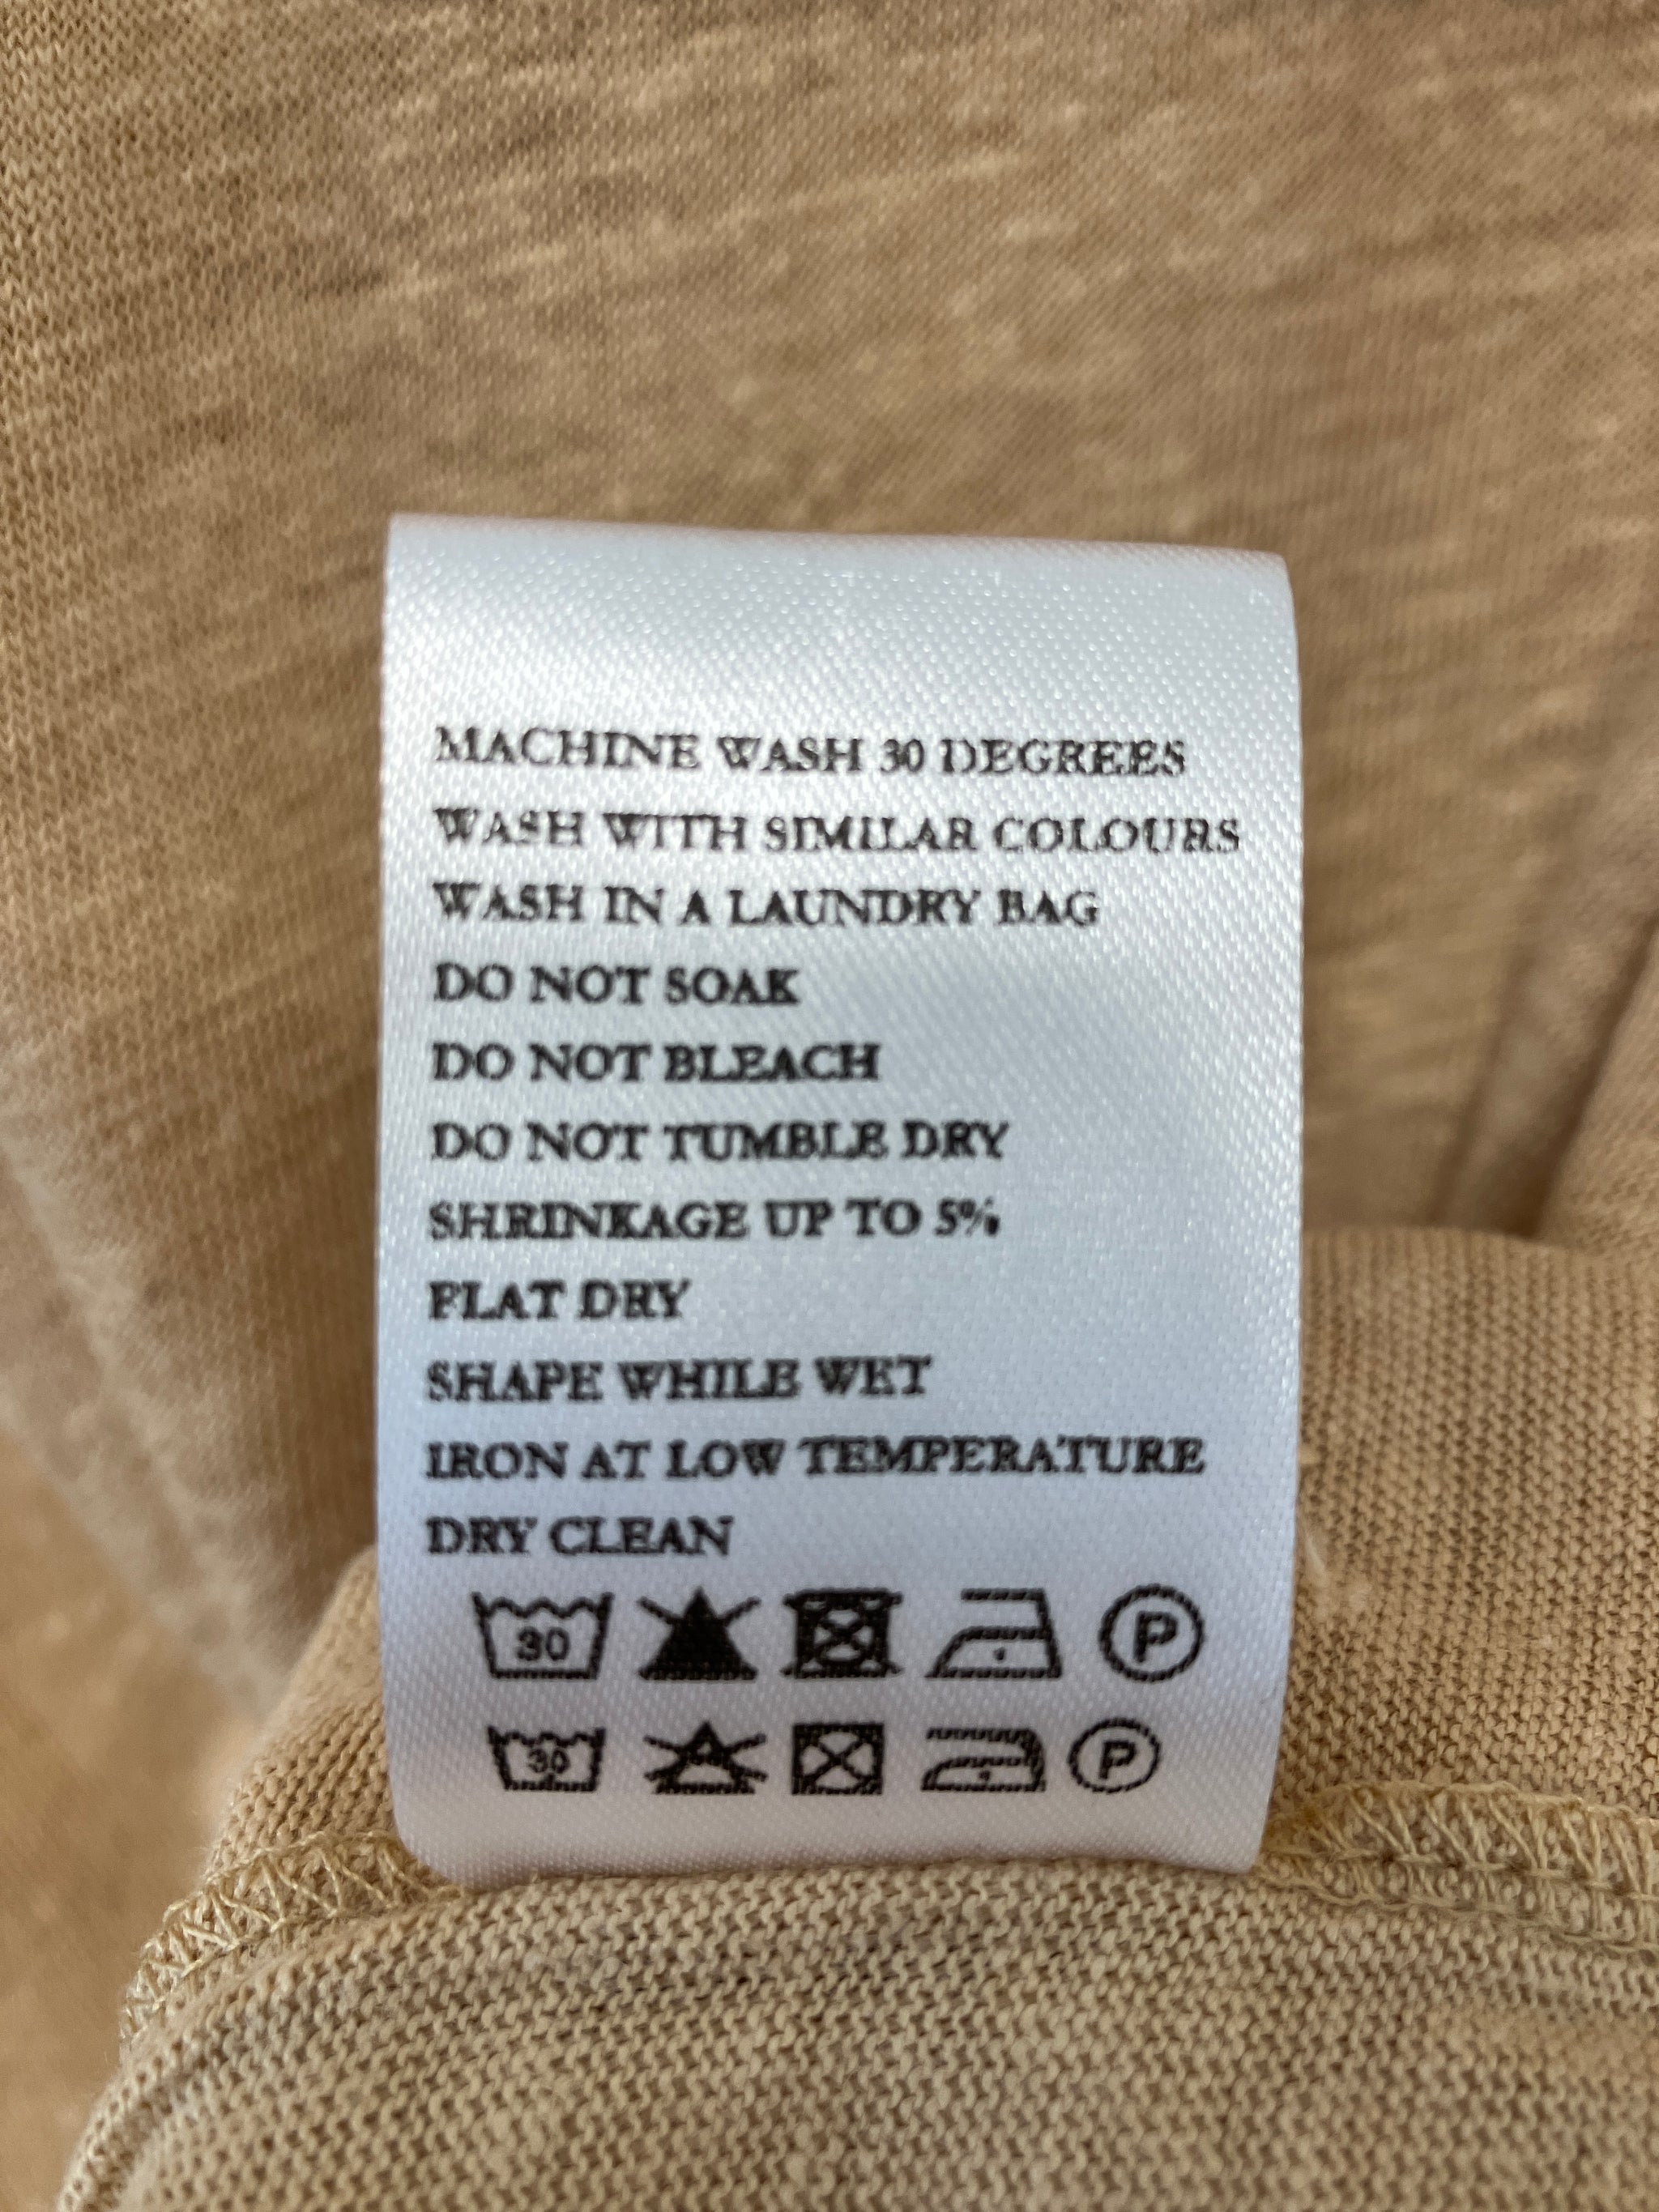 MACHINE WASH 30 DEGREES
WASH WITH SIMILAR COLOURS
WASH IN A LAUNDRY BAG
DO NOT SOAK
DO NOT BLEACH
DO NOT TUMBLE DRY
SHRINKAGE UP TO 5%
FLAT DRY
SHAPE WHILE WET
IRON AT LOW TEMPERATURE
DRY CLEAN
30 P
30 P